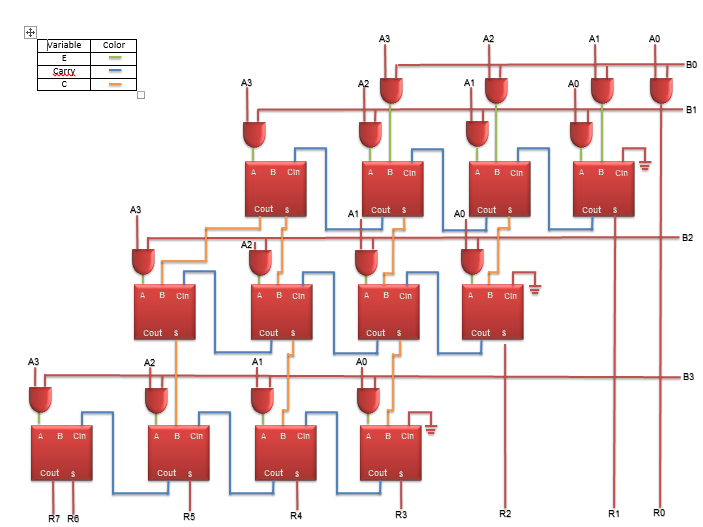 Variable Color
E
Carry
C
A3 A2 A1 A0
B0
A3 A2 A1 A0
B1
A B Cin A B Cin A B Cin A B Cin
Cout S Cout S Cout S Cout S
A3 A2 A1 A0
B2
A B Cin A B Cin A B Cin A B Cin
Cout S Cout S Cout S Cout S
A3 A2 A1 A0
B3
A B Cin A B Cin A B Cin A B Cin
Cout S Cout S Cout S Cout S
R7 R6 R5 R4 R3 R2 R1 R0